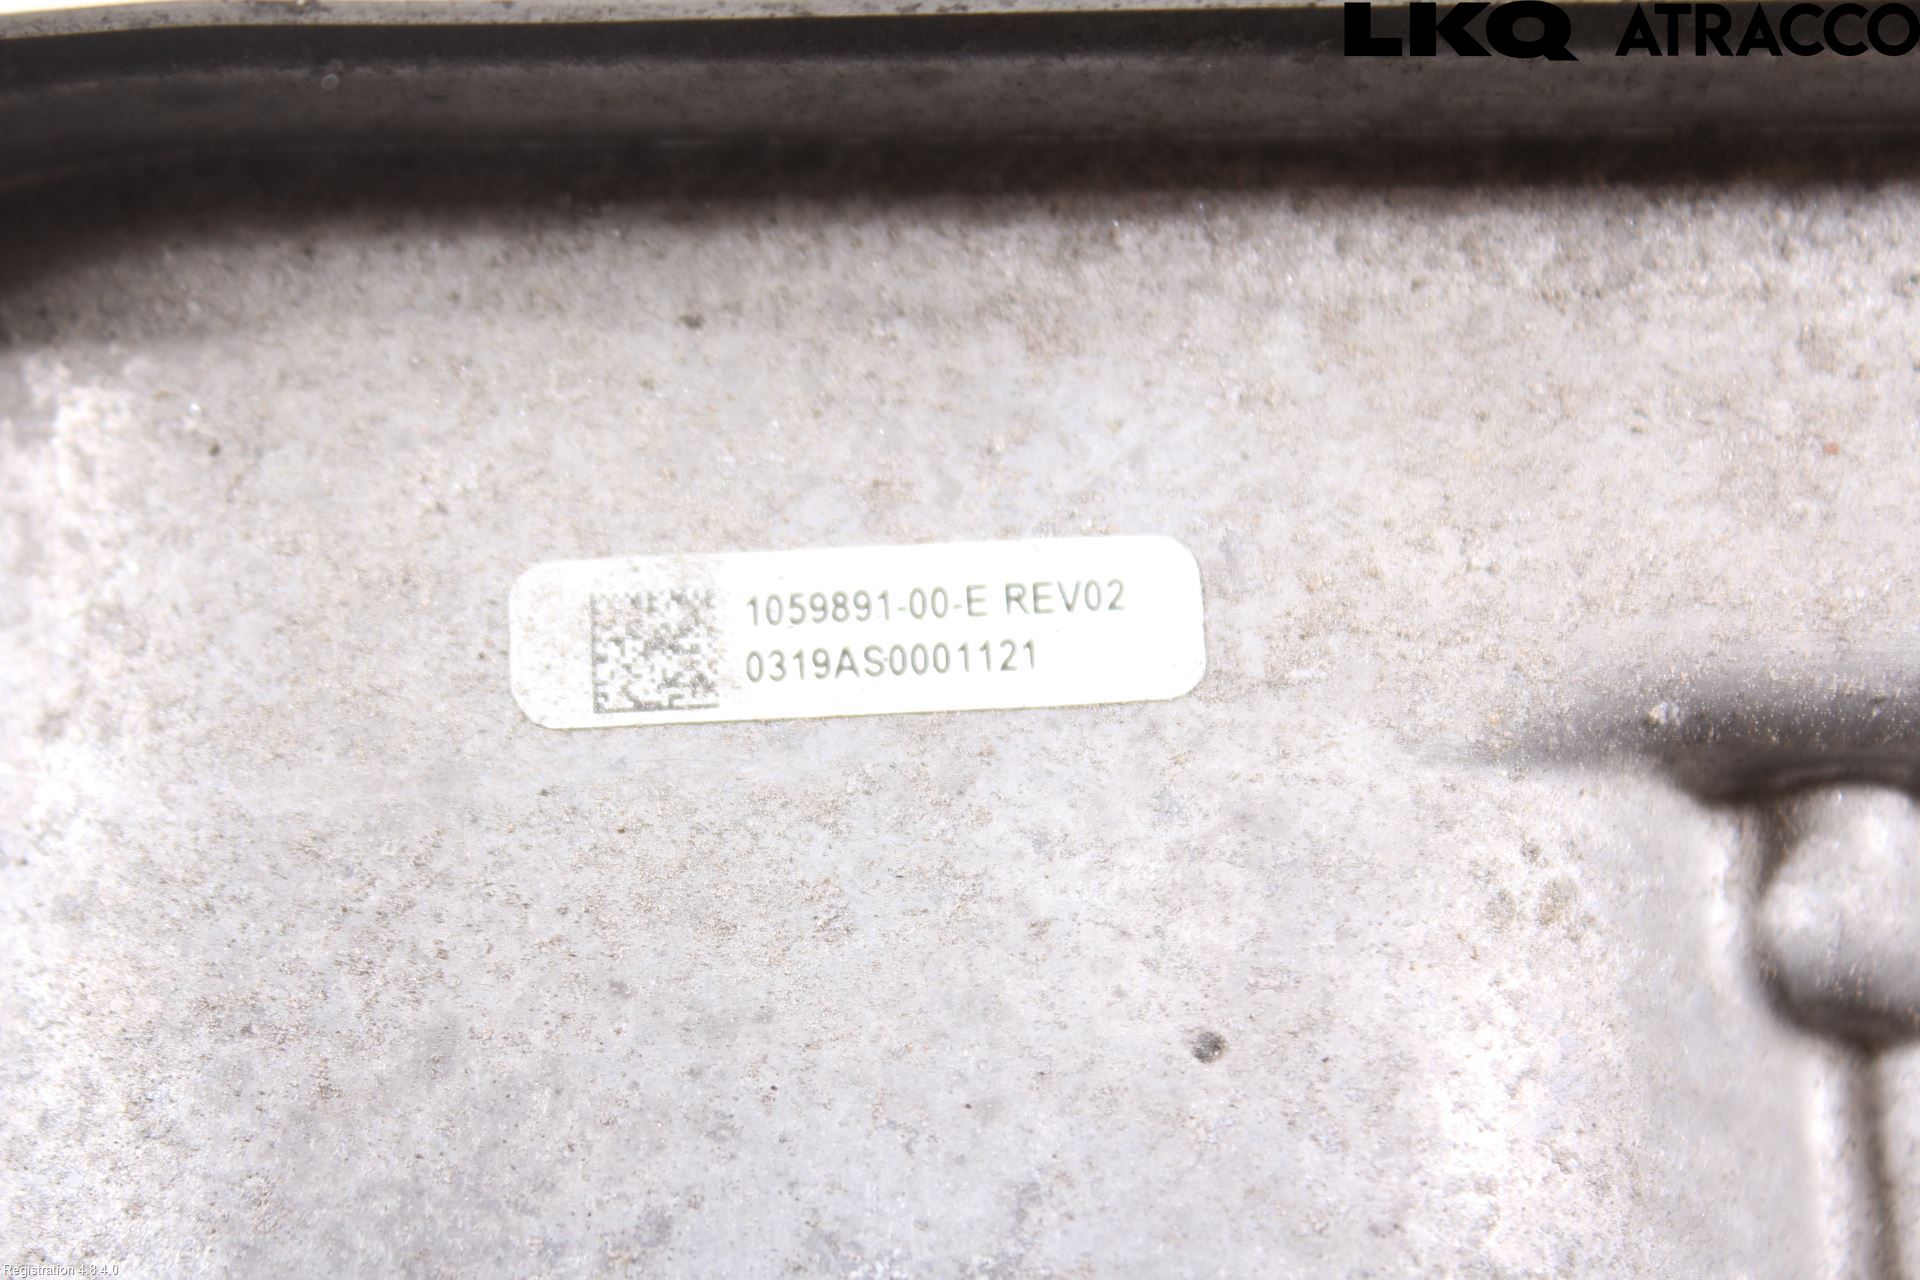 LKQ ATRACCO
1059891-00-E REV02
0319AS0001121
Registration 4.8.4.0